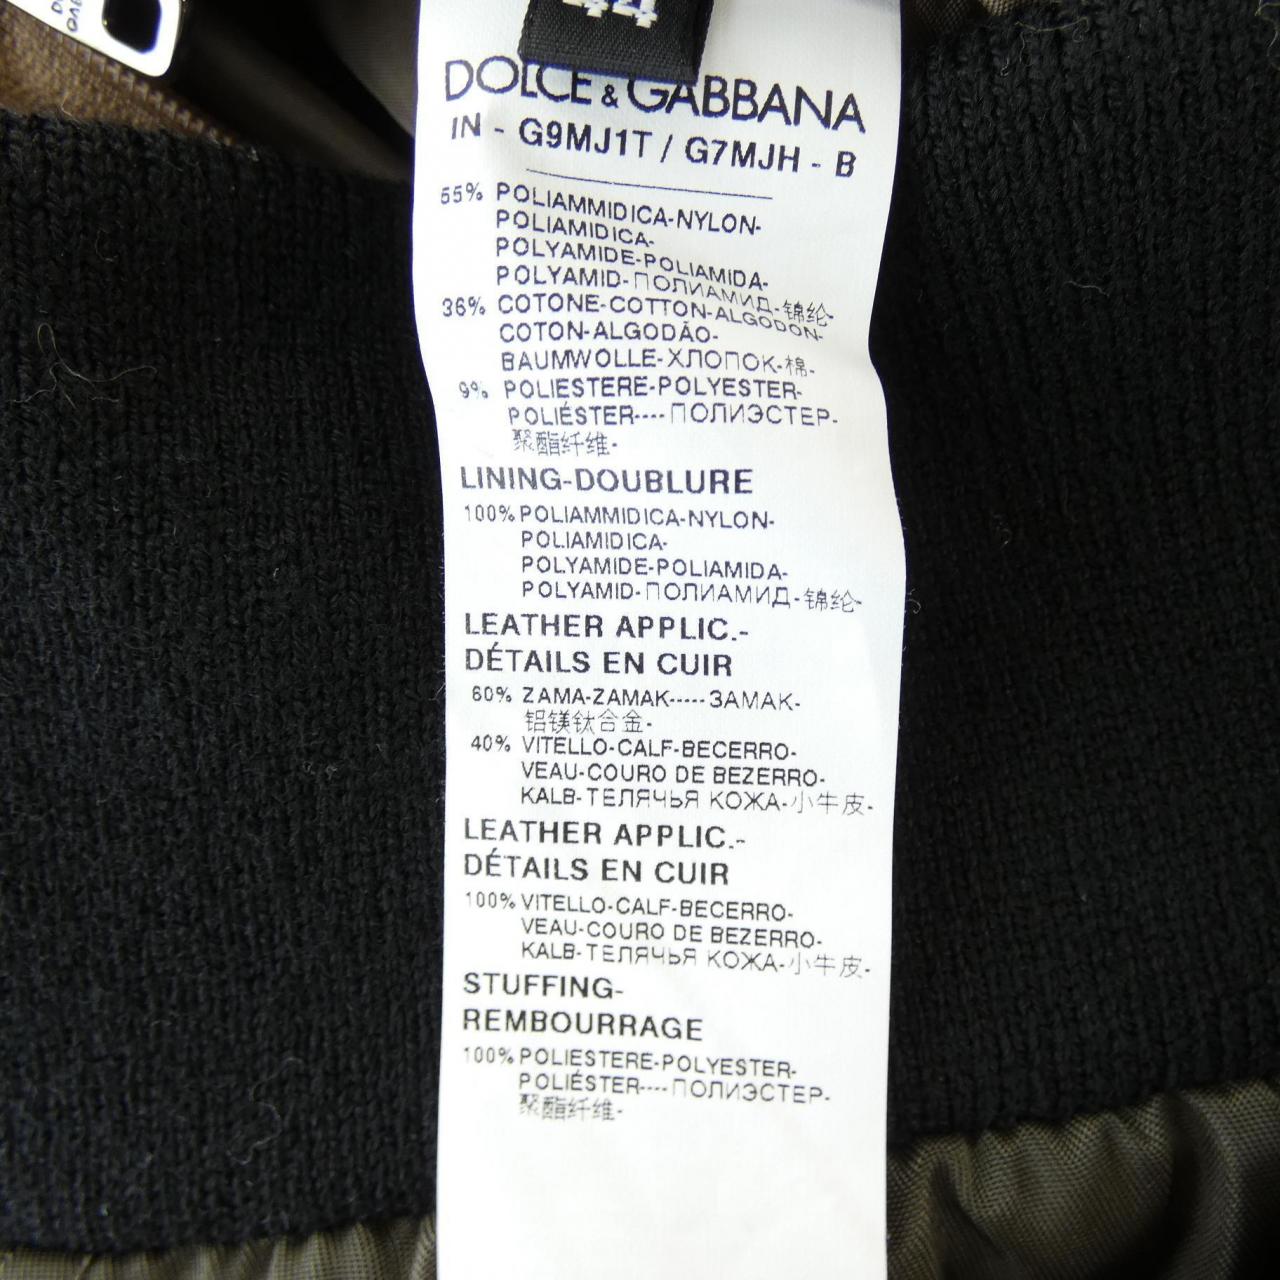 44
DOLCE & GABBANA
IN - G9MJ1T / G7MJH - B
55% POLIAMMIDICA-NYLON-
POLIAMIDICA-
POLYAMIDE-POLIAMIDA-
POLYAMID-ПОЛИАМИД-锦纶-
36% COTONE-COTTON-ALGODON-
COTON-ALGODÃO-
BAUMWOLLE-ХЛОПОК-棉-
9% POLIESTERE-POLYESTER-
POLIÉSTER----ПОЛИЭСТЕР-
聚酯纤维-
LINING-DOUBLURE
100% POLIAMMIDICA-NYLON-
POLIAMIDICA-
POLYAMIDE-POLIAMIDA-
POLYAMID-ПОЛИАМИД-锦纶-
LEATHER APPLIC.-
DÉTAILS EN CUIR
60% ZAMA-ZAMAK-----ЗАМАК-
铝镁钛合金-
40% VITELLO-CALF-BECERRO-
VEAU-COURO DE BEZERRO-
KALB-ТЕЛЯЧЬЯ КОЖА-小牛皮-
LEATHER APPLIC.-
DÉTAILS EN CUIR
100% VITELLO-CALF-BECERRO-
VEAU-COURO DE BEZERRO-
KALB-ТЕЛЯЧЬЯ КОЖА-小牛皮-
STUFFING-
REMBOURRAGE
100% POLIESTERE-POLYESTER-
POLIÉSTER----ПОЛИЭСТЕР-
聚酯纤维-